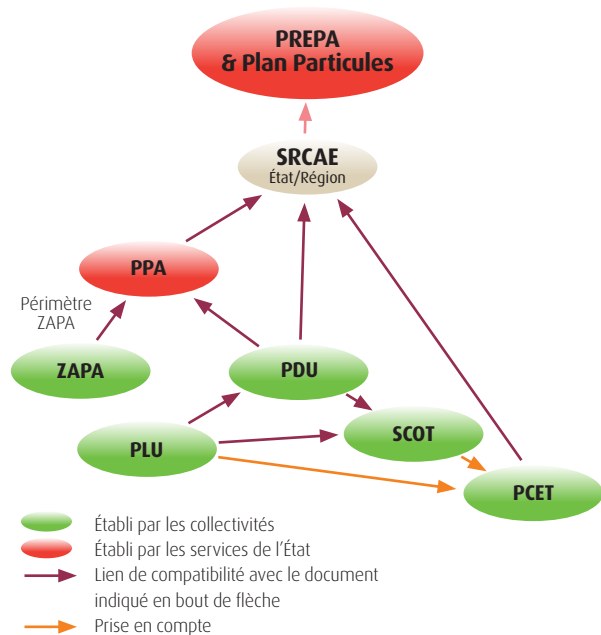 PREPA
& Plan Particules
SRCAE
État/Région
PPA
Périmètre
ZAPA
ZAPA
PDU
PLU
SCOT
PCET
Établi par les collectivités
Établi par les services de l'État
Lien de compatibilité avec le document
indiqué en bout de flèche
Prise en compte